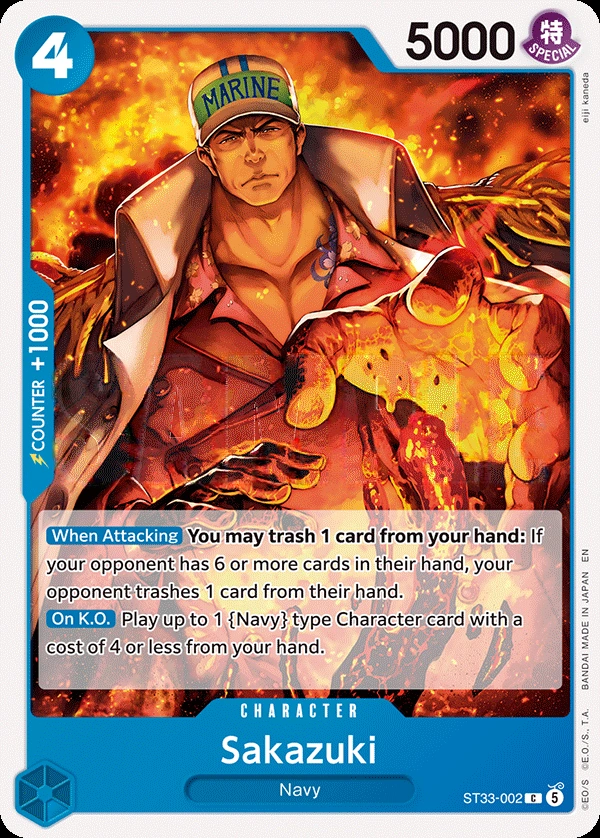 4
5000
特
SPECIAL
eiji kaneda
MARINE
COUNTER +1000
SAMPLE
When Attacking You may trash 1 card from your hand: If
your opponent has 6 or more cards in their hand, your
opponent trashes 1 card from their hand.
On K.O. Play up to 1 {Navy} type Character card with a
cost of 4 or less from your hand.
CHARACTER
Sakazuki
Navy
ST33-002 C 5
©E.O/S ©E.O./S., T.A. BANDAI MADE IN JAPAN EN